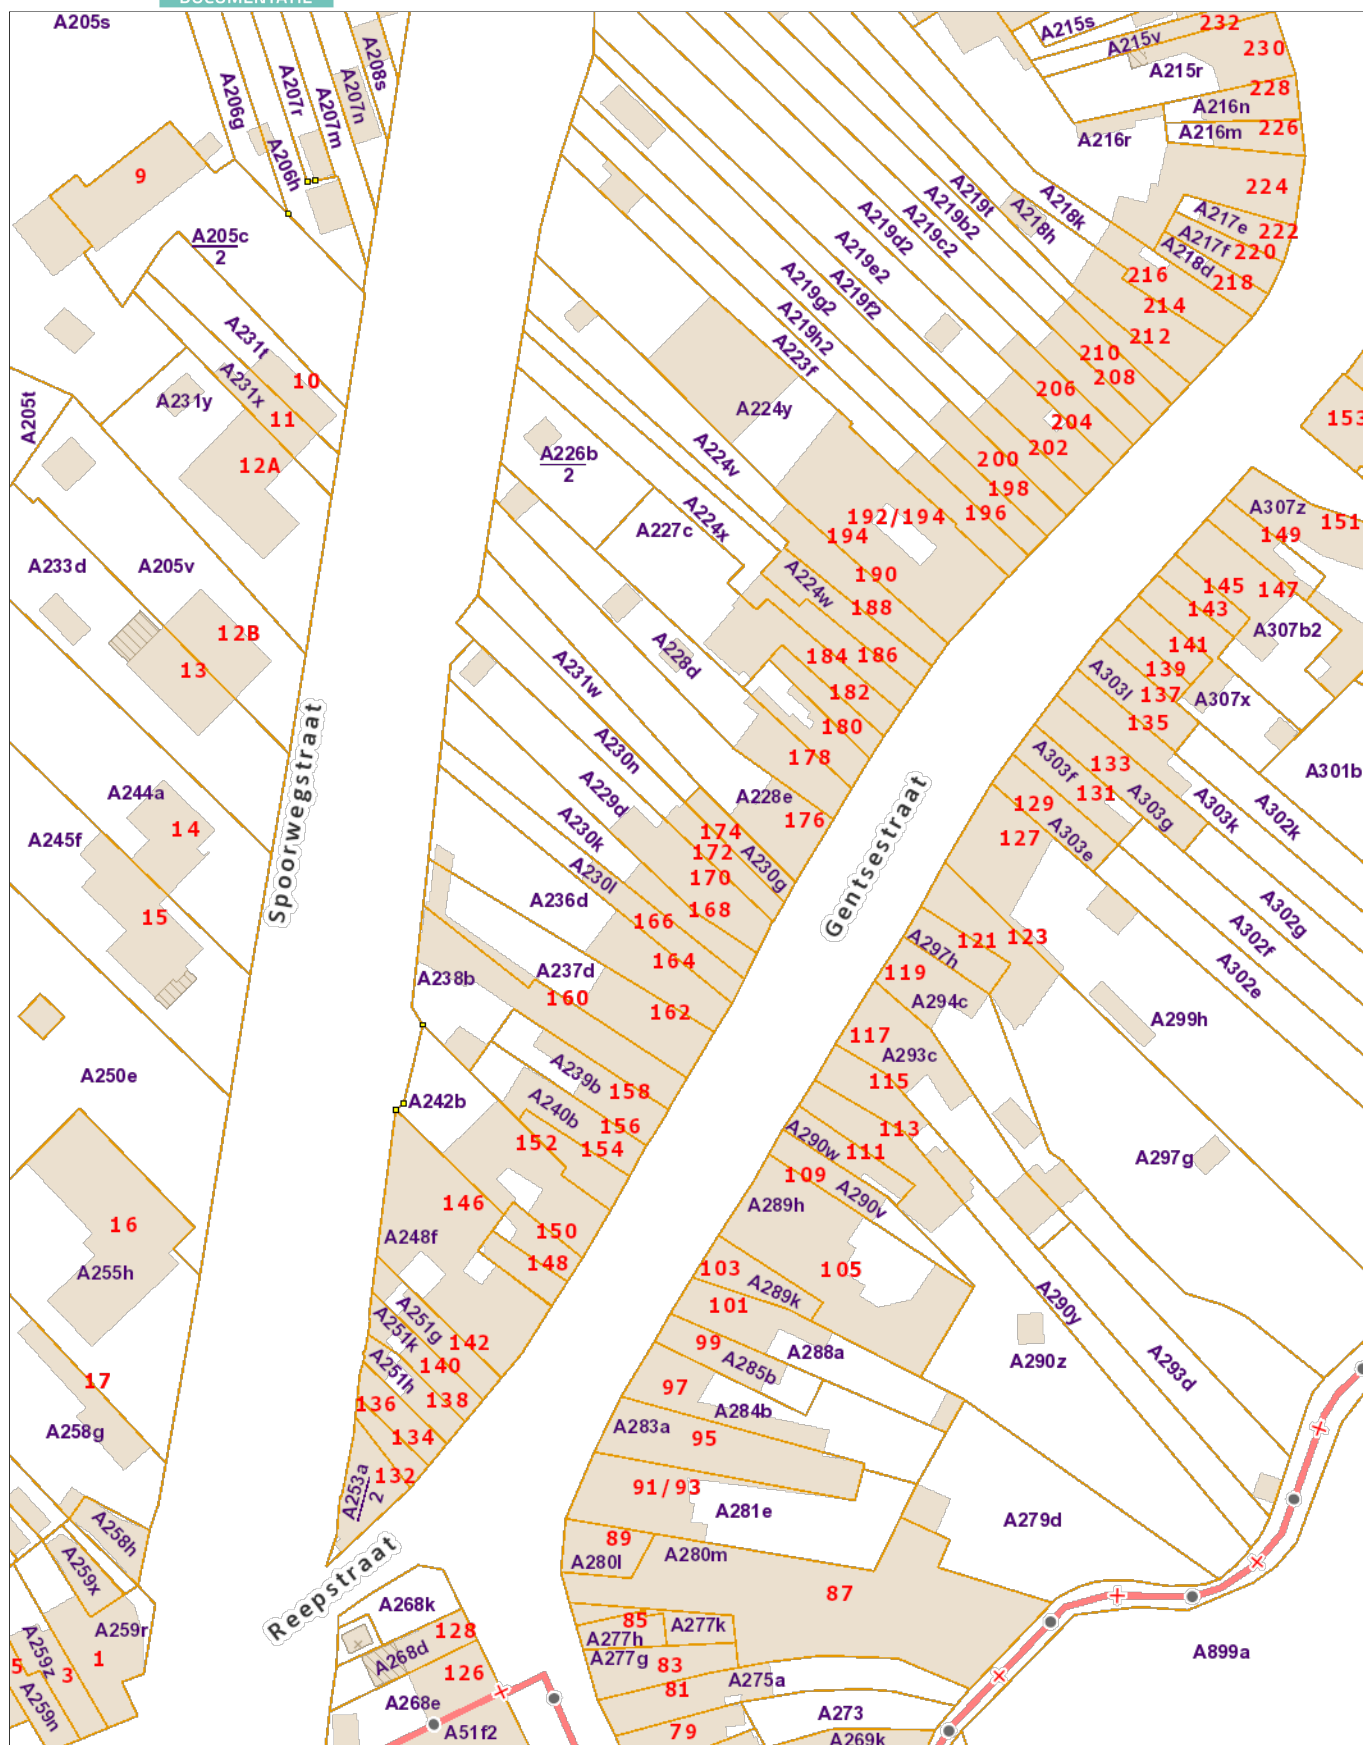 DOCUMENTATIE
A205s
A206g
A207r
A206h
A207m
A207n
A208s
9
A205c
2
A231t
A231x
A231y
10
11
12A
A205t
A233d
A205v
12B
13
A244a
A245f
14
15
A250e
16
A255h
17
A258g
A258h
A259x
A259r
A259z
A259n
5
3
1
Spoorwegstraat
A215s
A215v
A215r
232
230
228
A216n
A216m
226
A216r
224
A217e
222
A217f
220
A218d
218
A218k
A218h
A219t
A219b2
A219c2
A219d2
A219e2
A219f2
A219g2
A219h2
A223f
A224y
216
214
212
210
208
206
204
202
200
198
196
192/194
194
190
188
186
184
182
180
178
176
A226b
2
A224v
A224x
A227c
A224w
A228d
A231w
A230n
A229d
A230k
A230l
A228e
A230g
174
172
170
168
166
164
162
160
A236d
A237d
A238b
A239b
A240b
A242b
158
156
154
152
150
148
146
A248f
A251g
A251k
A251h
142
140
138
136
134
132
A253a
2
Gentsestraat
Reepstraat
153
A307z
151
149
147
145
143
A307b2
141
139
137
135
A303l
A307x
A301b
133
131
129
127
A303f
A303g
A303e
A303k
A302k
A302g
A302f
A302e
123
121
A297h
119
A294c
A299h
117
A293c
115
113
111
A290w
109
A290v
A289h
A297g
105
103
A289k
101
99
A285b
A288a
97
A284b
A283a
95
91/93
A281e
89
A280l
A280m
87
A290y
A290z
A293d
A279d
A899a
85
A277h
A277k
A277g
83
81
A275a
79
A273
A269k
A268k
128
A268d
126
A268e
A51f2